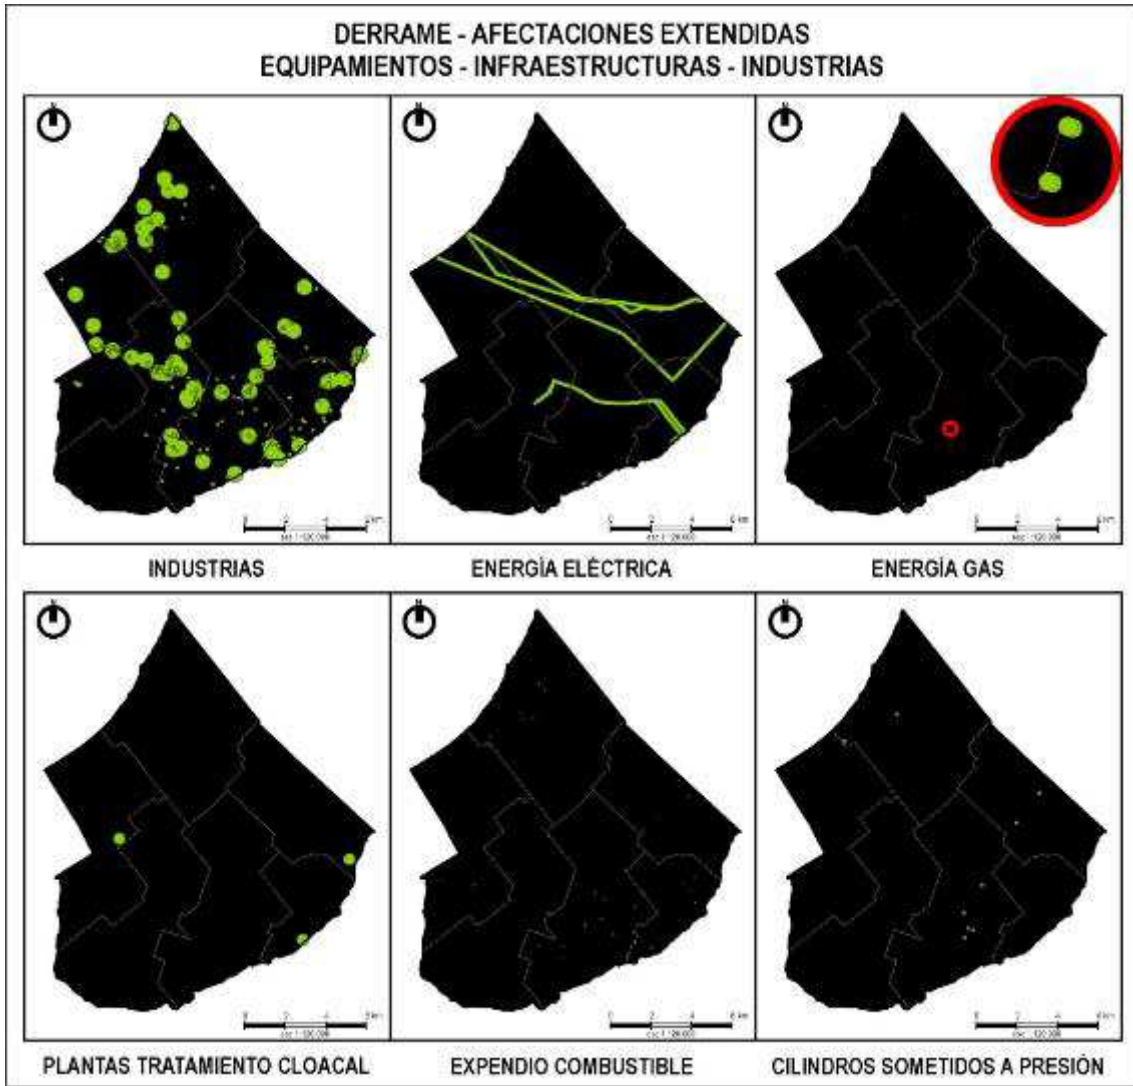 DERRAME - AFECTACIONES EXTENDIDAS
EQUIPAMIENTOS - INFRAESTRUCTURAS - INDUSTRIAS
INDUSTRIAS
ENERGÍA ELÉCTRICA
ENERGÍA GAS
PLANTAS TRATAMIENTO CLOACAL
EXPENDIO COMBUSTIBLE
CILINDROS SOMETIDOS A PRESIÓN